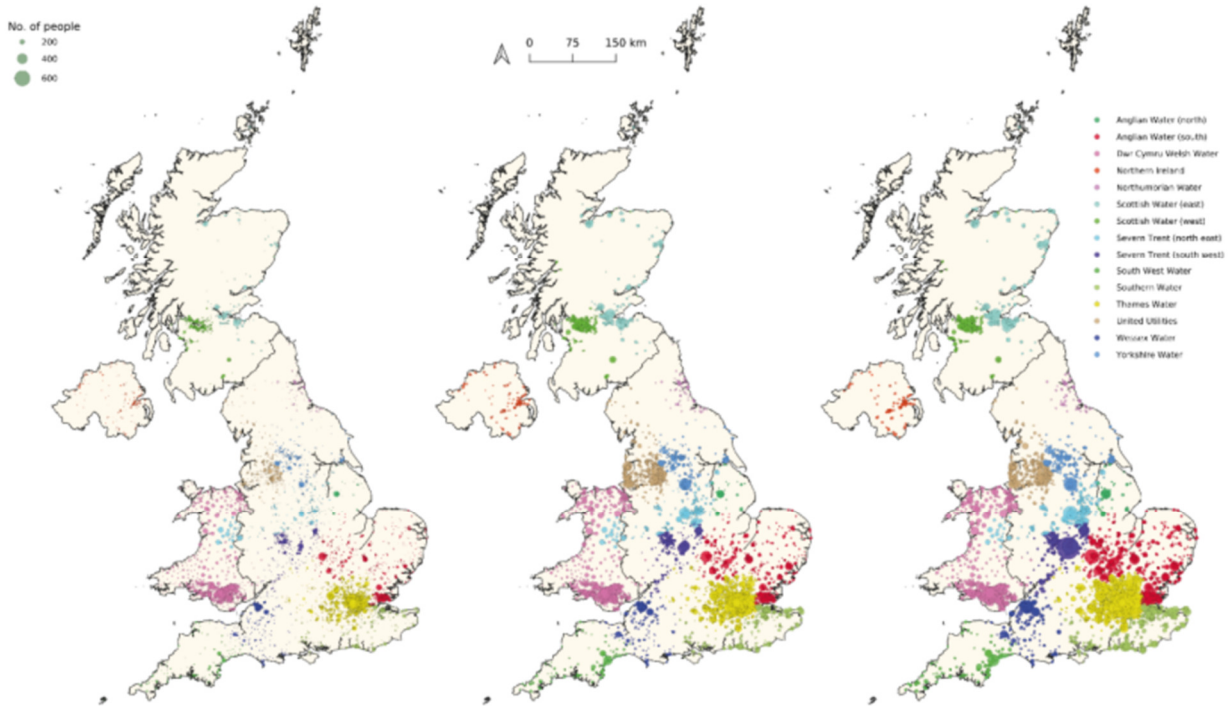 No. of people
200
400
600
0 75 150 km
Anglian Water (north)
Anglian Water (south)
Dwr Cymru Welsh Water
Northern Ireland
Northumbrian Water
Scottish Water (east)
Scottish Water (west)
Severn Trent (north east)
Severn Trent (south west)
South West Water
Southern Water
Thames Water
United Utilities
Wessex Water
Yorkshire Water